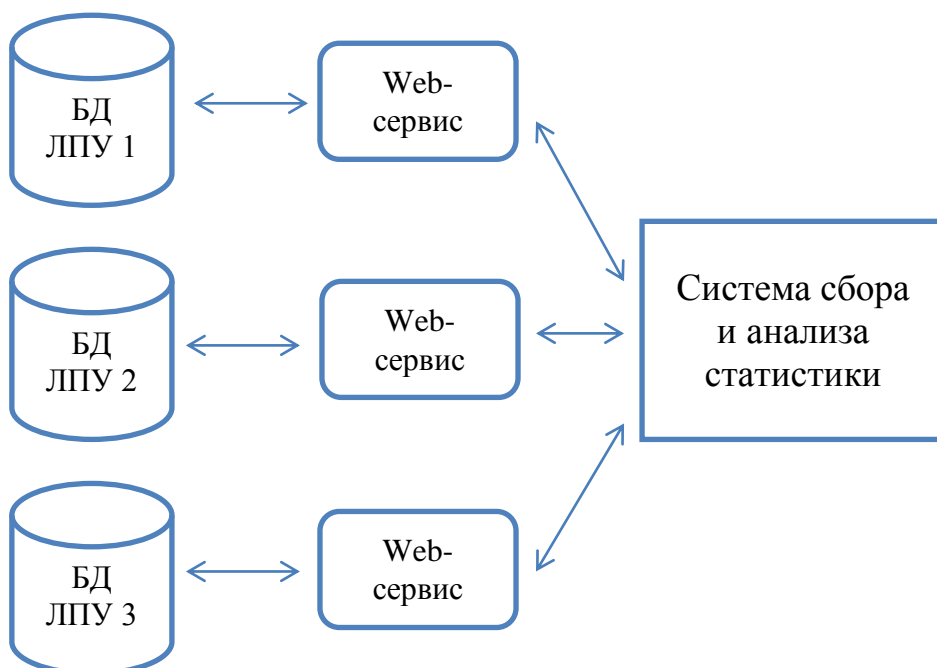 БД
ЛПУ 1
Web-
сервис
БД
ЛПУ 2
Web-
сервис
Система сбора
и анализа
статистики
БД
ЛПУ 3
Web-
сервис